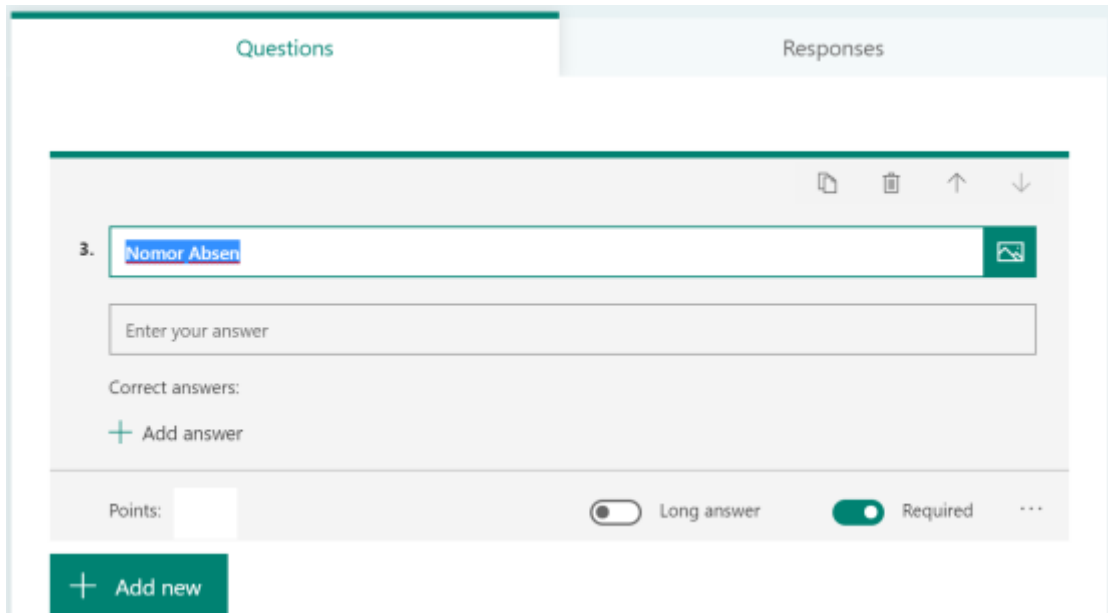 Questions
Responses
3. Nomor Absen
Enter your answer
Correct answers:
+ Add answer
Points:
Long answer
Required
...
+ Add new